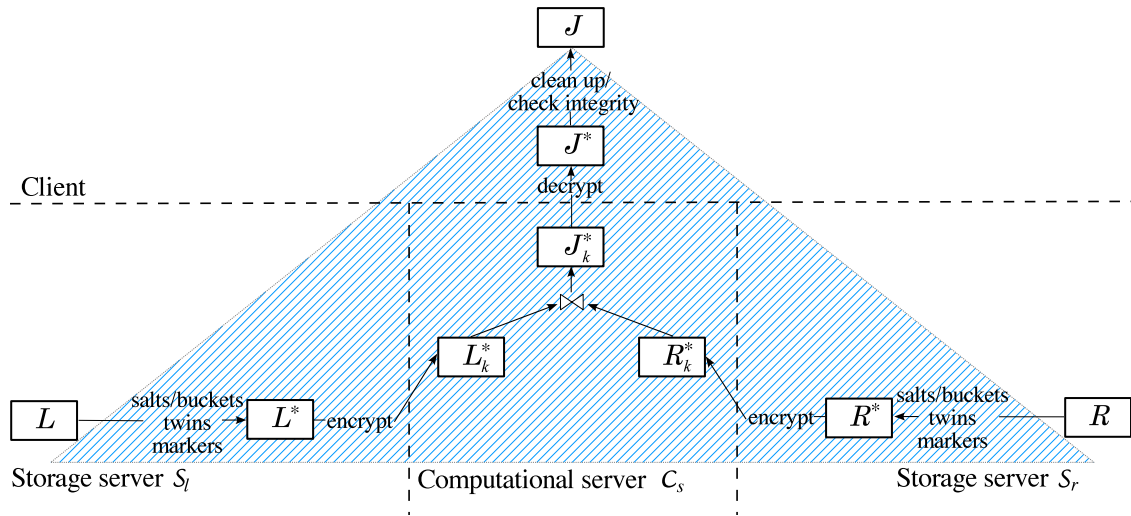 J
clean up/
check integrity
J*
Client
decrypt
J*k
L*k
R*k
L
salts/buckets
twins
markers
L*
encrypt
encrypt
R*
salts/buckets
twins
markers
R
Storage server Sl
Computational server Cs
Storage server Sr